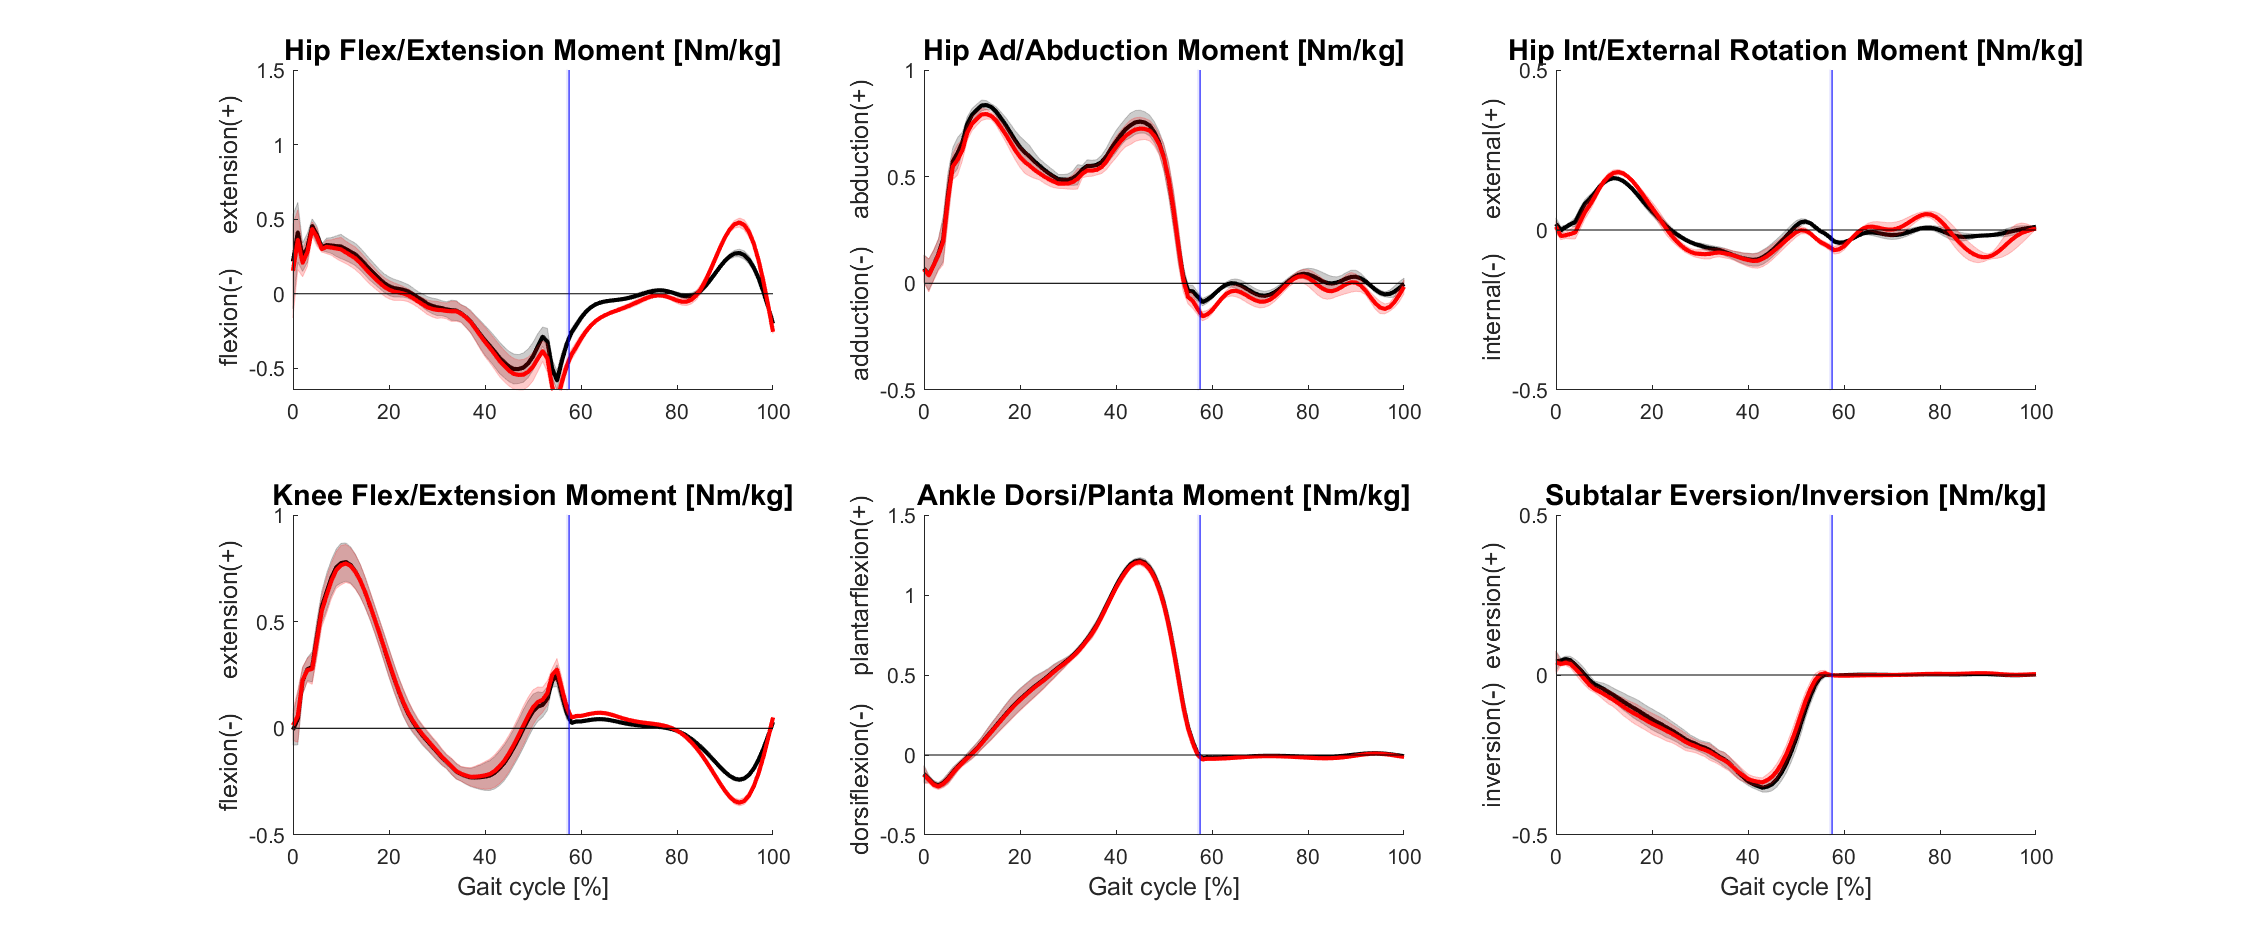 Hip Flex/Extension Moment [Nm/kg]
flexion(-) extension(+)
1.5
1
0.5
0
-0.5
0 20 40 60 80 100
Hip Ad/Abduction Moment [Nm/kg]
adduction(-) abduction(+)
1
0.5
0
-0.5
0 20 40 60 80 100
Hip Int/External Rotation Moment [Nm/kg]
internal(-) external(+)
0.5
0
-0.5
0 20 40 60 80 100
Knee Flex/Extension Moment [Nm/kg]
flexion(-) extension(+)
1
0.5
0
-0.5
0 20 40 60 80 100
Gait cycle [%]
Ankle Dorsi/Planta Moment [Nm/kg]
dorsiflexion(-) plantarflexion(+)
1.5
1
0.5
0
-0.5
0 20 40 60 80 100
Gait cycle [%]
Subtalar Eversion/Inversion [Nm/kg]
inversion(-) eversion(+)
0.5
0
-0.5
0 20 40 60 80 100
Gait cycle [%]